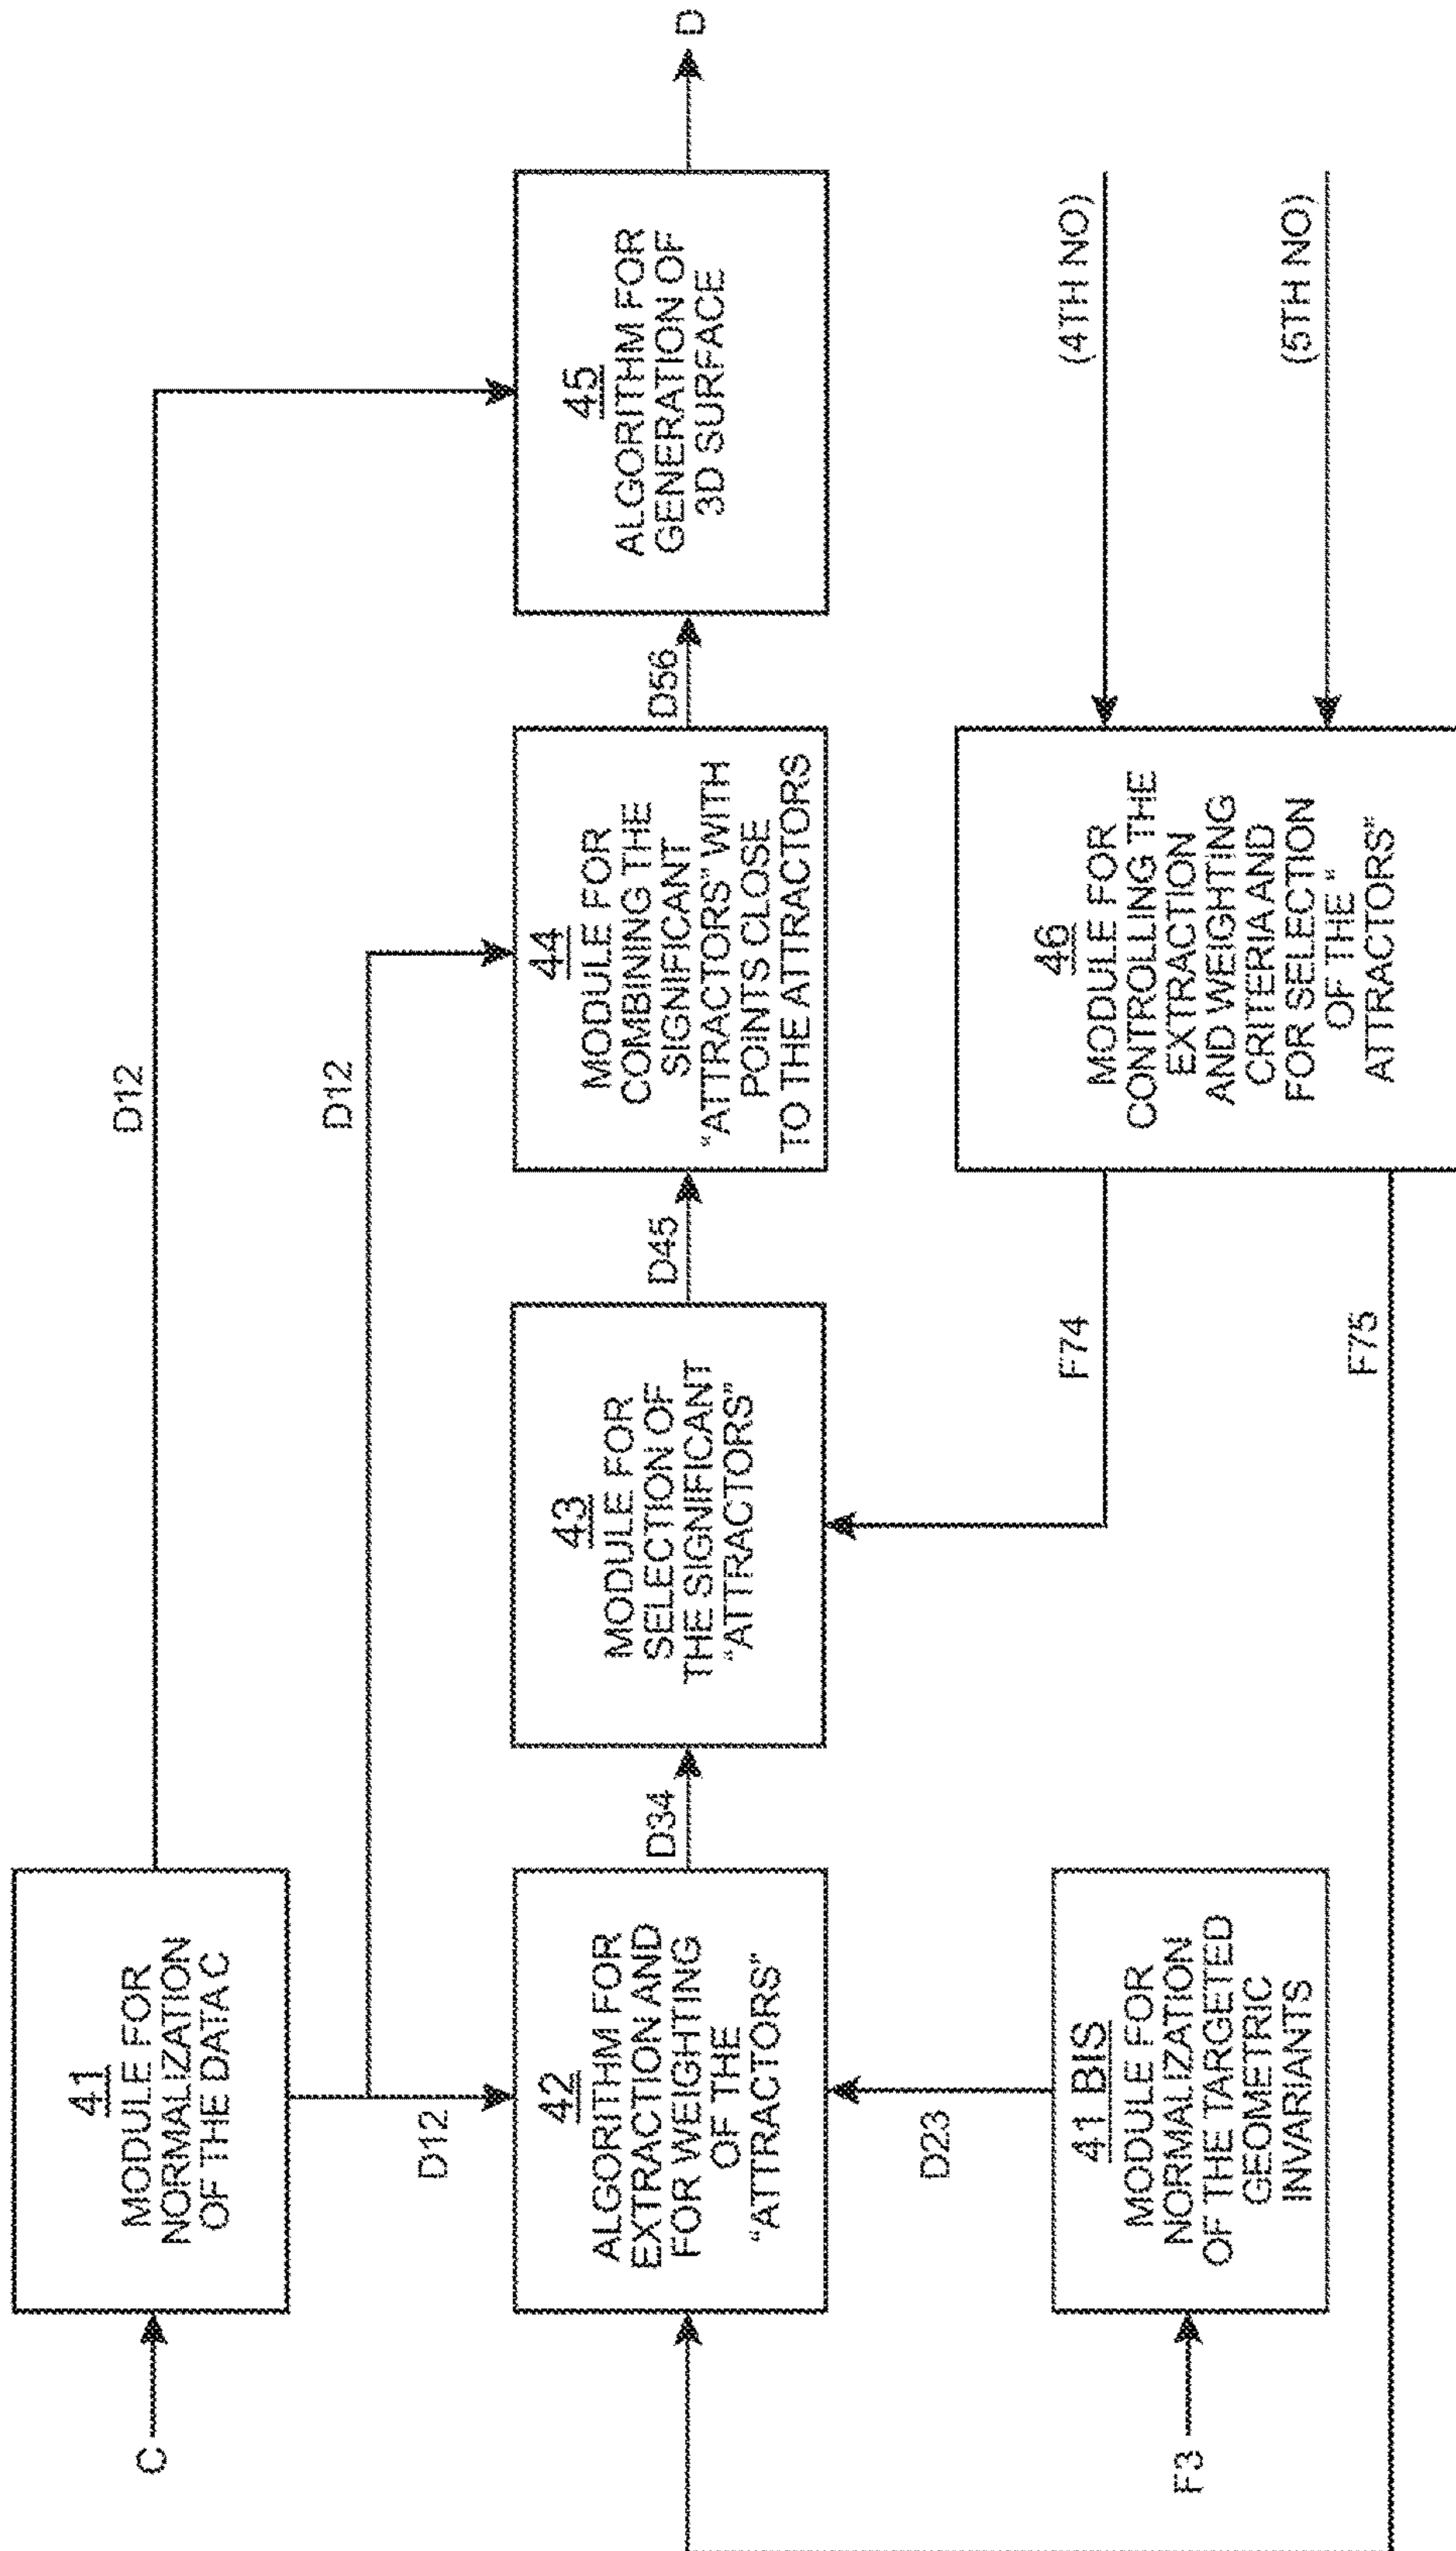 C
41
MODULE FOR
NORMALIZATION
OF THE DATA C
D12
D12
D12
42
ALGORITHM FOR
EXTRACTION AND
FOR WEIGHTING
OF THE
"ATTRACTORS"
D34
43
MODULE FOR
SELECTION OF
THE SIGNIFICANT
"ATTRACTORS"
D45
44
MODULE FOR
COMBINING THE
SIGNIFICANT
"ATTRACTORS" WITH
POINTS CLOSE
TO THE ATTRACTORS
D56
45
ALGORITHM FOR
GENERATION OF
3D SURFACE
D
D23
F3
41 BIS
MODULE FOR
NORMALIZATION
OF THE TARGETED
GEOMETRIC
INVARIANTS
F74
F75
46
MODULE FOR
CONTROLLING THE
EXTRACTION
AND WEIGHTING
CRITERIA AND
FOR SELECTION
OF THE "
ATTRACTORS"
(4TH NO)
(5TH NO)